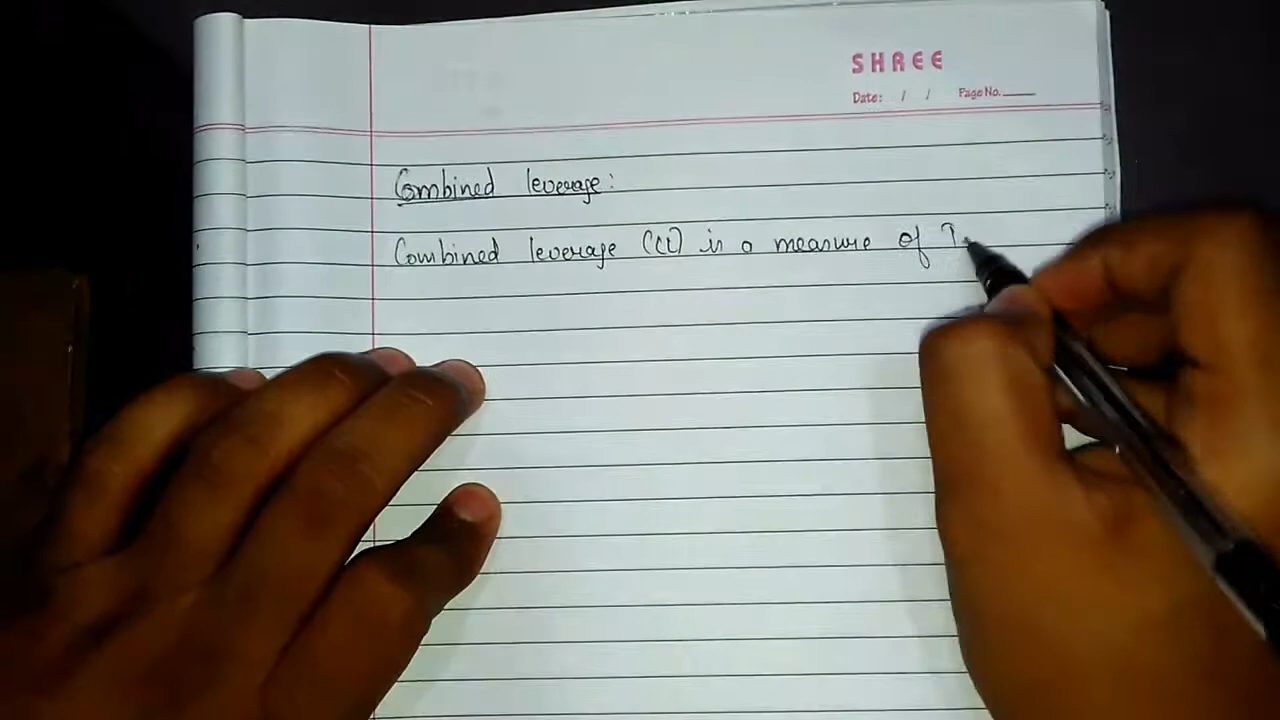 SHREE
Date: / / Page No.
Combined leverage:
Combined leverage (CL) is a measure of T